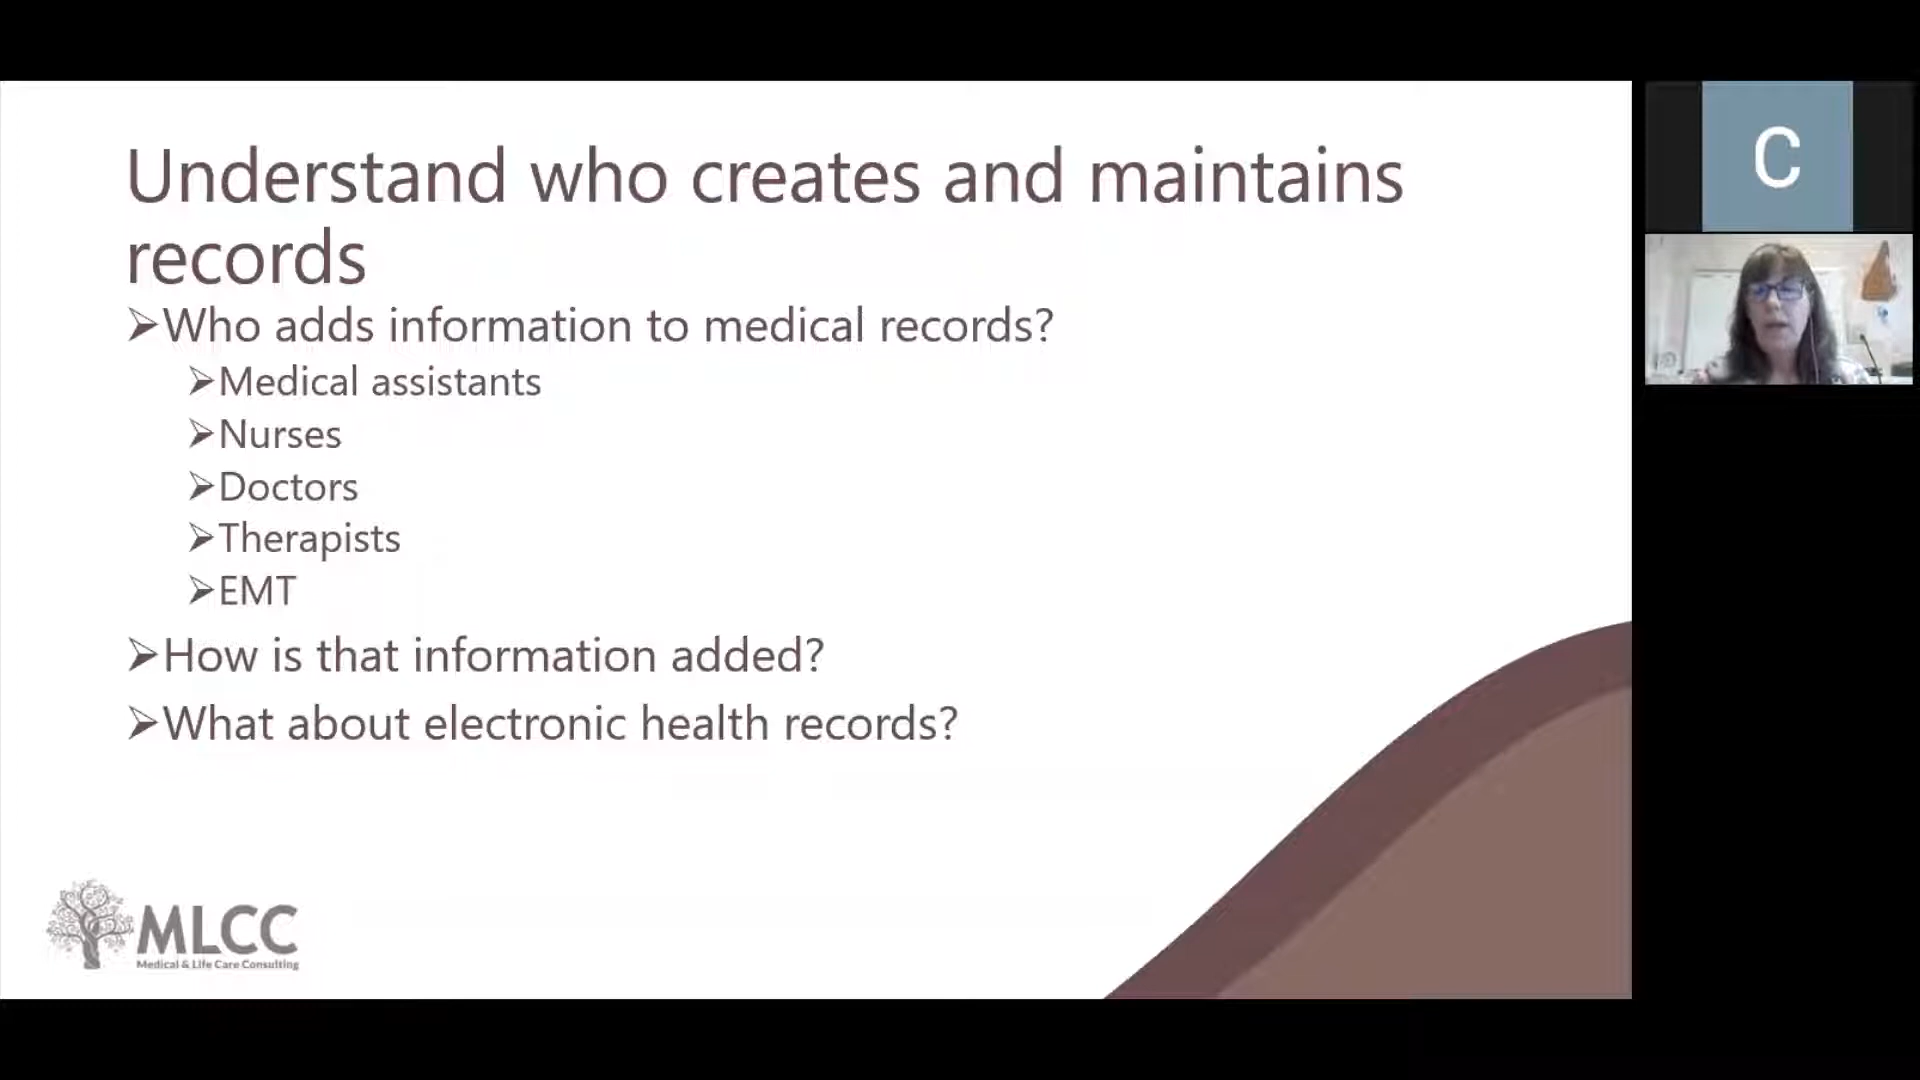 Understand who creates and maintains
records
➢Who adds information to medical records?
➢Medical assistants
➢Nurses
➢Doctors
➢Therapists
➢EMT
➢How is that information added?
➢What about electronic health records?
MLCC
Medical & Life Care Consulting
C